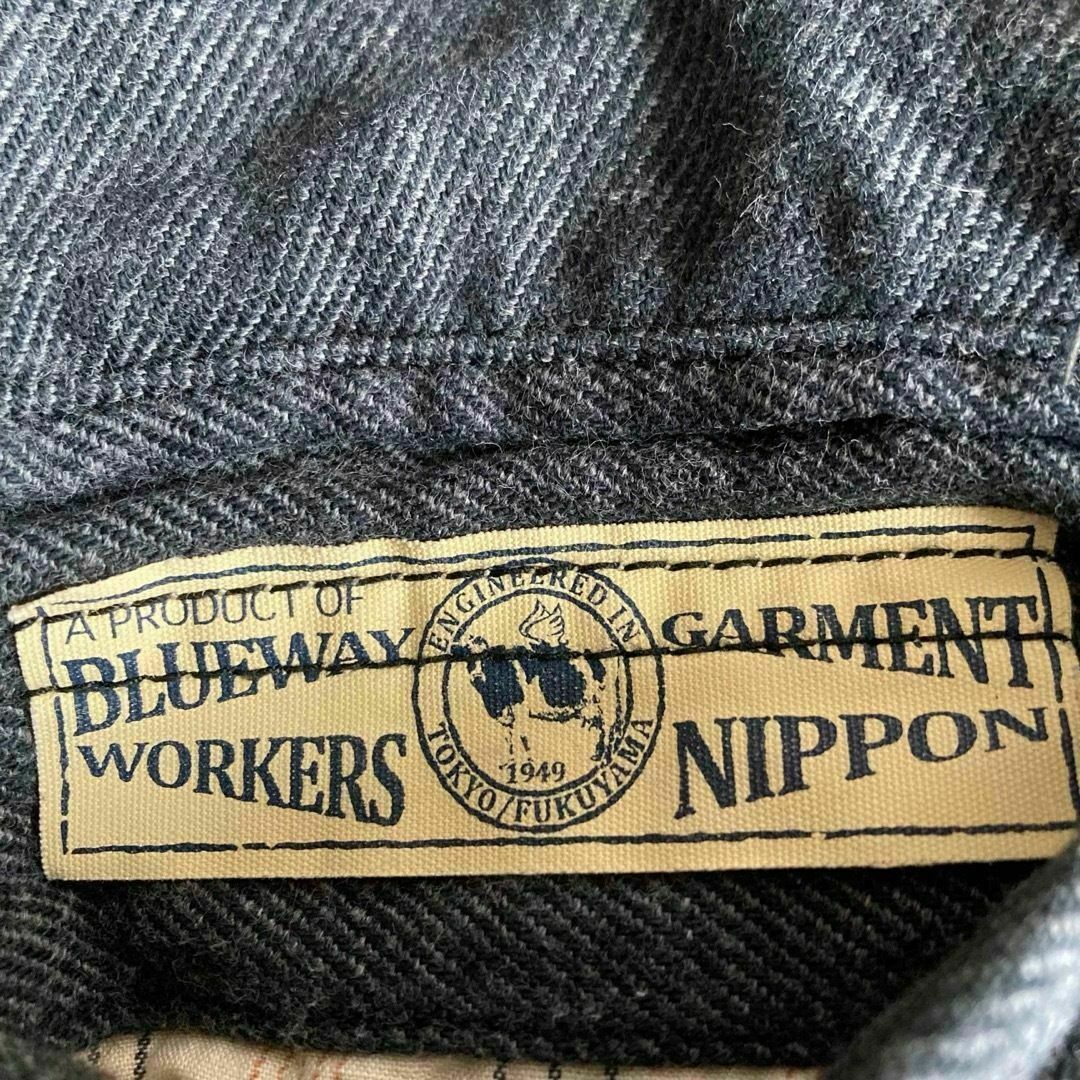 A PRODUCT OF
BLUEWAY
WORKERS
ENGINEERED IN
1949
TOKYO/FUKUYAMA
GARMENT
NIPPON